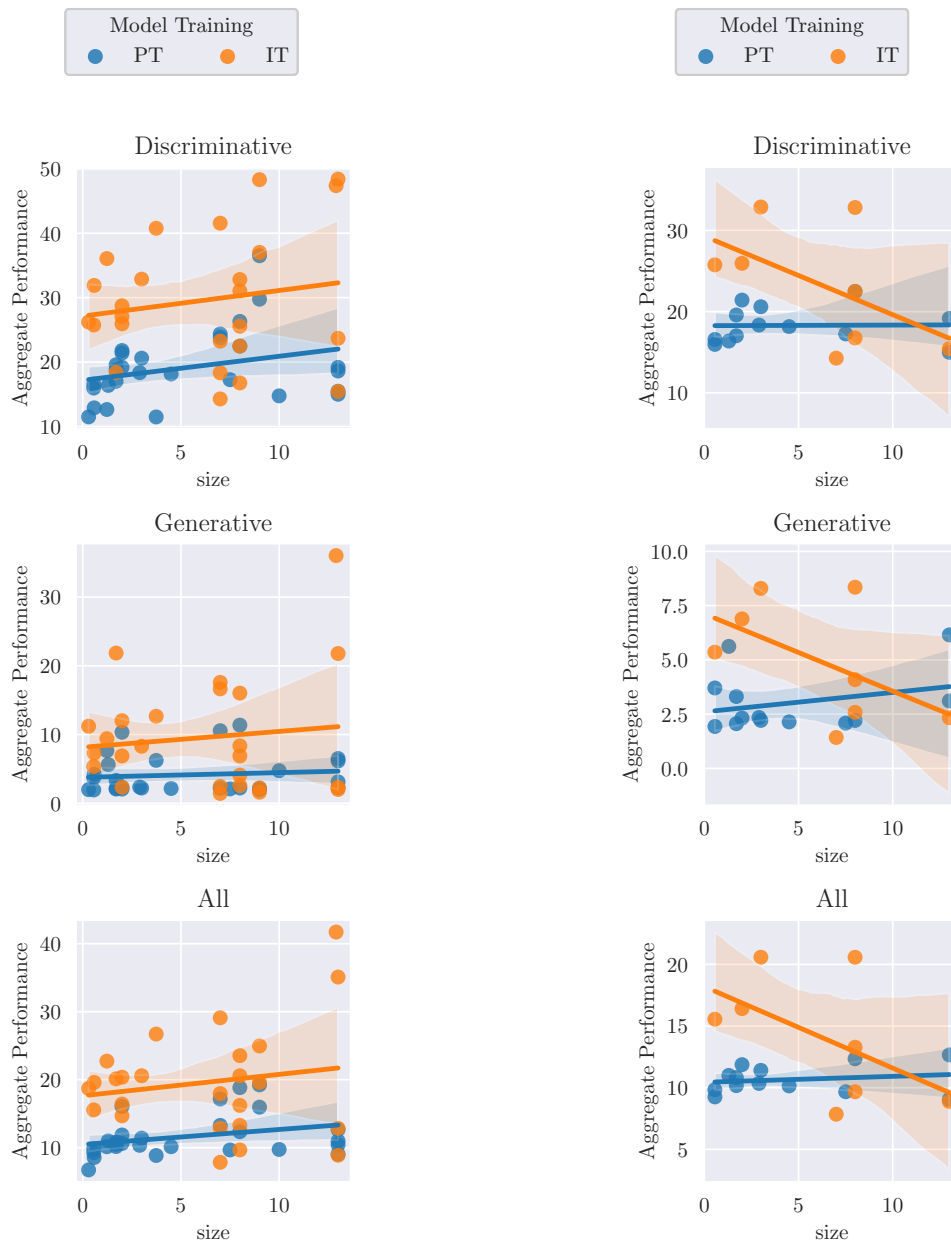 Model Training
PT IT
Discriminative
Aggregate Performance
50
40
30
20
10
0 5 10
size
Generative
Aggregate Performance
30
20
10
0
0 5 10
size
All
Aggregate Performance
40
30
20
10
0 5 10
size
Model Training
PT IT
Discriminative
Aggregate Performance
30
20
10
0 5 10
size
Generative
Aggregate Performance
10.0
7.5
5.0
2.5
0.0
0 5 10
size
All
Aggregate Performance
20
15
10
5
0 5 10
size